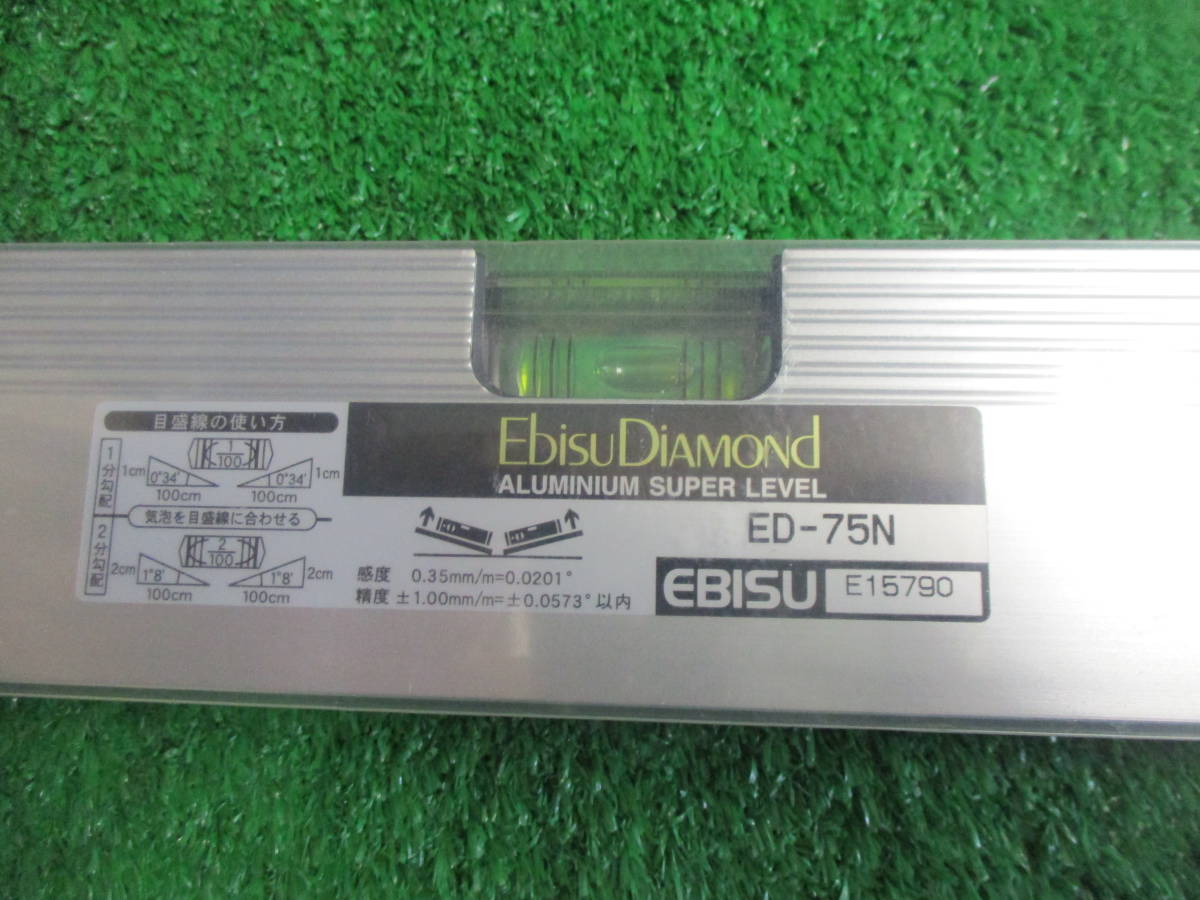 目盛線の使い方
1分勾配
1cm
0°34′
100cm
1
100
0°34′
1cm
100cm
気泡を目盛線に合わせる
2分勾配
2cm
1°8′
100cm
2
100
1°8′
2cm
100cm
EbisuDiamond
ALUMINIUM SUPER LEVEL
ED-75N
感度 0.35mm/m=0.0201°
精度 ±1.00mm/m=±0.0573°以内
EBISU E15790